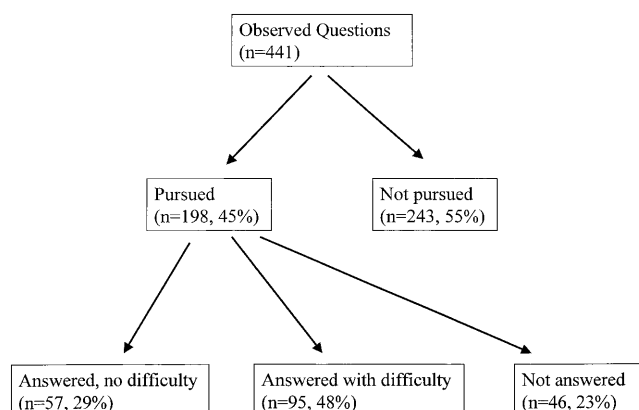 Observed Questions
(n=441)
Pursued
(n=198, 45%)
Not pursued
(n=243, 55%)
Answered, no difficulty
(n=57, 29%)
Answered with difficulty
(n=95, 48%)
Not answered
(n=46, 23%)